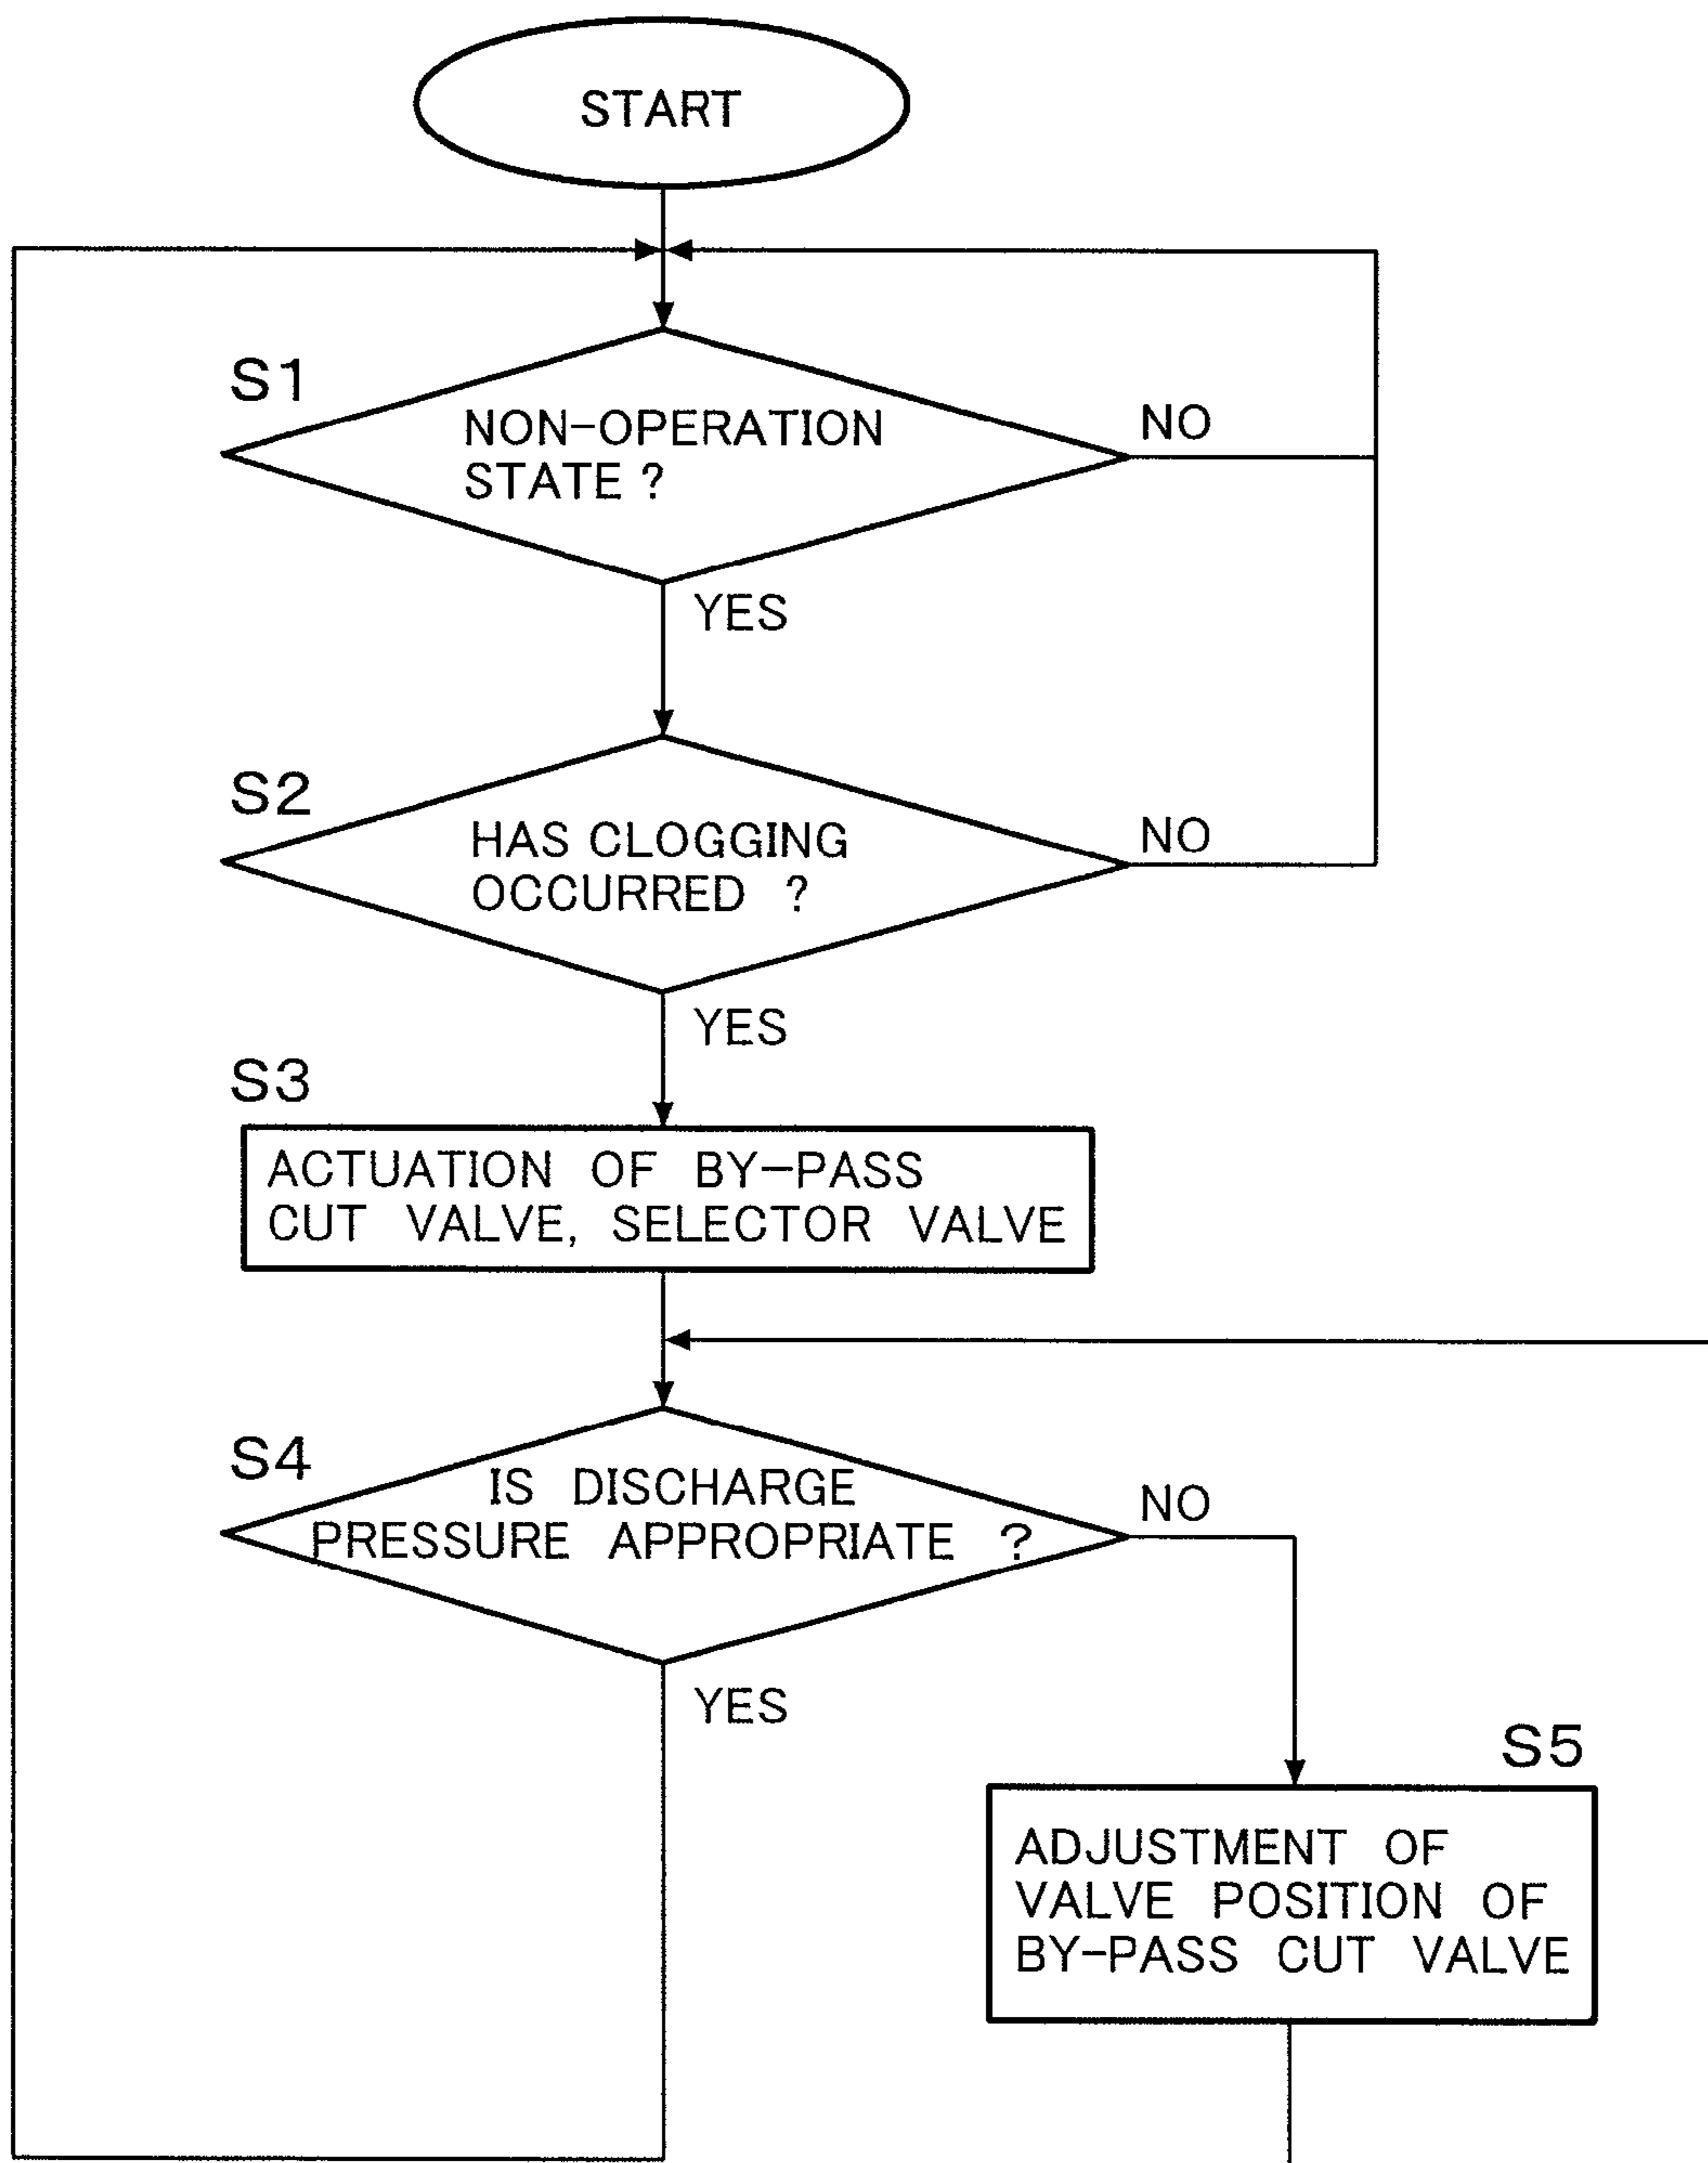 START
S1
NON-OPERATION
STATE ?
NO
YES
S2
HAS CLOGGING
OCCURRED ?
NO
YES
S3
ACTUATION OF BY-PASS
CUT VALVE, SELECTOR VALVE
S4
IS DISCHARGE
PRESSURE APPROPRIATE ?
NO
YES
S5
ADJUSTMENT OF
VALVE POSITION OF
BY-PASS CUT VALVE